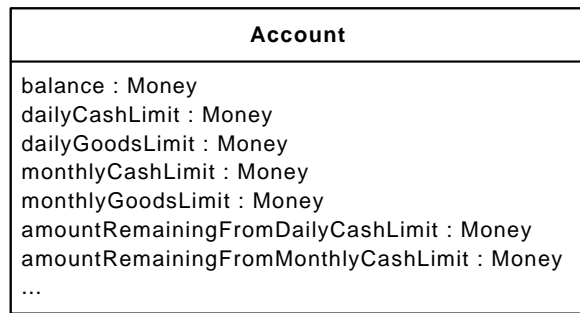 Account
balance : Money
dailyCashLimit : Money
dailyGoodsLimit : Money
monthlyCashLimit : Money
monthlyGoodsLimit : Money
amountRemainingFromDailyCashLimit : Money
amountRemainingFromMonthlyCashLimit : Money
...